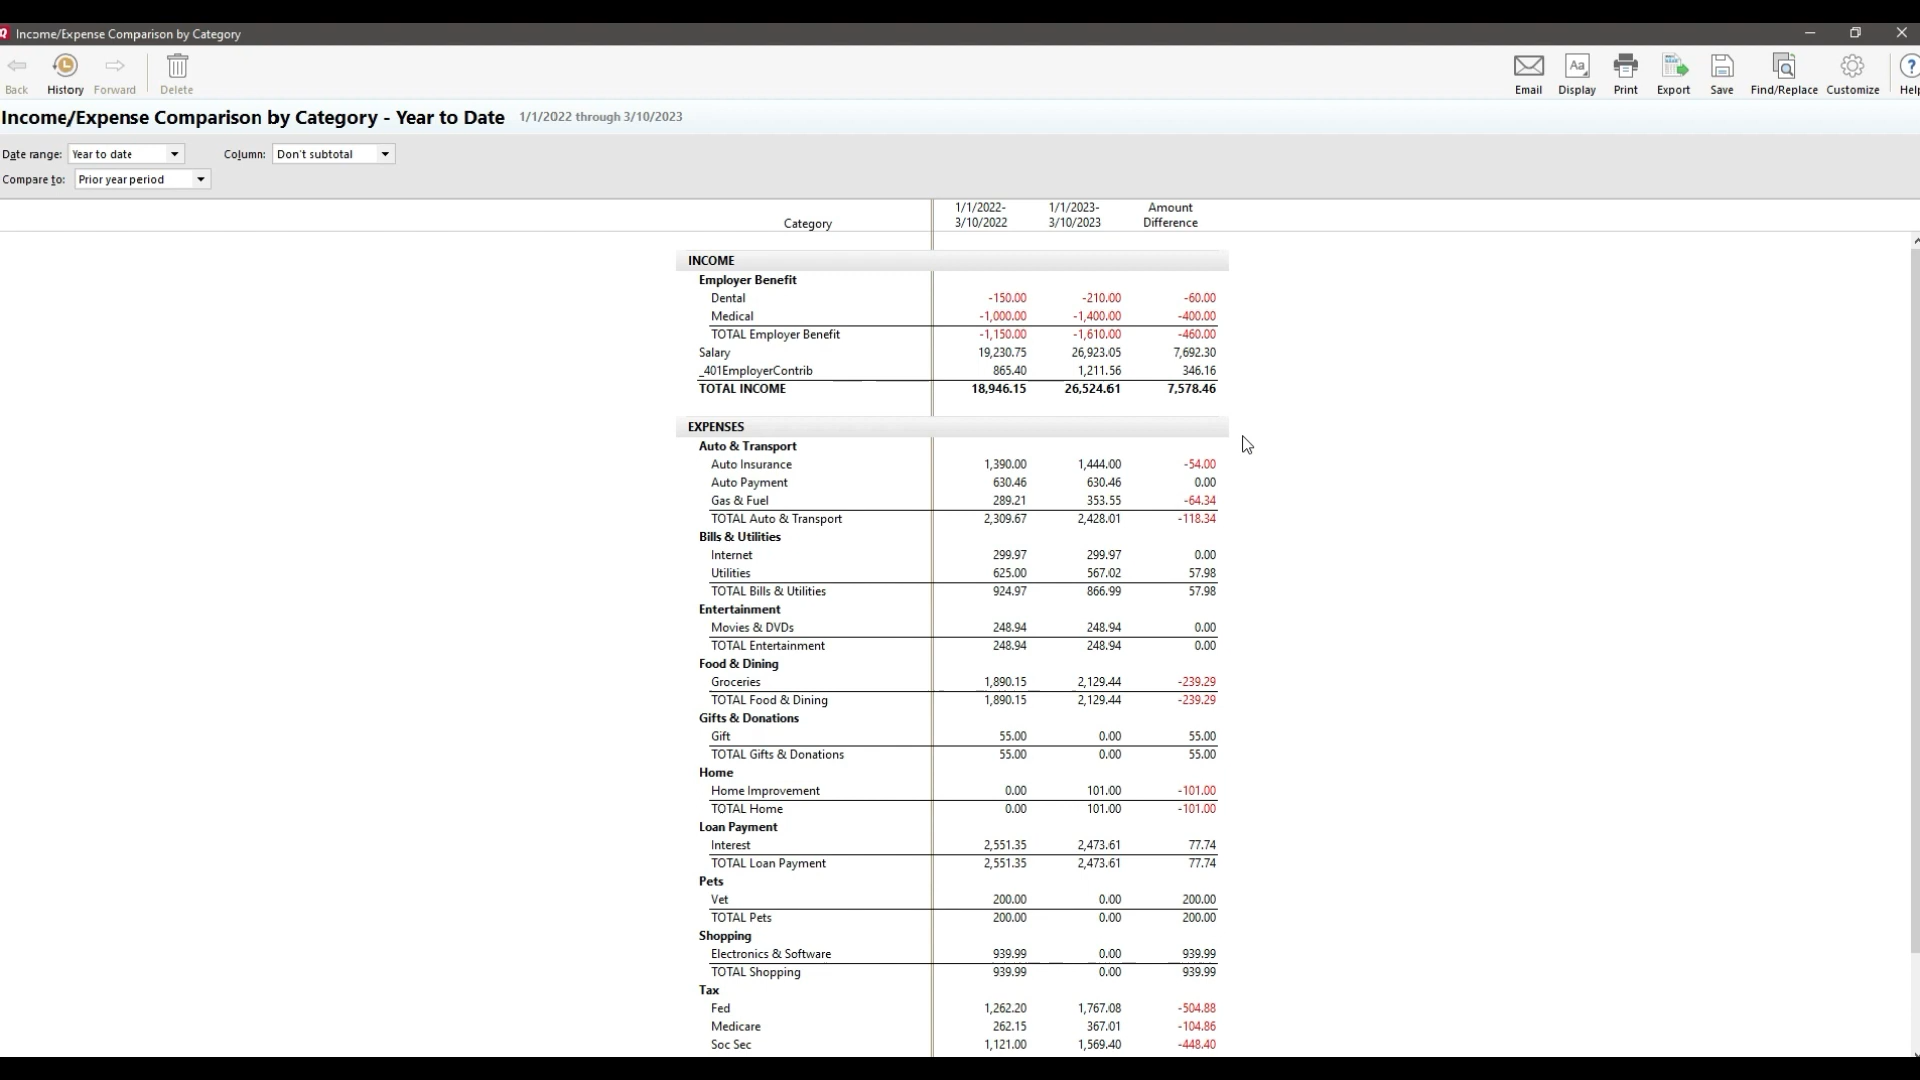 Income/Expense Comparison by Category
Back History Forward Delete Email Display Print Export Save Find/Replace Customize Help
Income/Expense Comparison by Category - Year to Date 1/1/2022 through 3/10/2023
Date range: Year to date Column: Don't subtotal
Compare to: Prior year period
1/1/2022- 1/1/2023- Amount
Category 3/10/2022 3/10/2023 Difference
INCOME
Employer Benefit
Dental -150.00 -210.00 -60.00
Medical -1,000.00 -1,400.00 -400.00
TOTAL Employer Benefit -1,150.00 -1,610.00 -460.00
Salary 19,230.75 26,923.05 7,692.30
_401EmployerContrib 865.40 1,211.56 346.16
TOTAL INCOME 18,946.15 26,524.61 7,578.46
EXPENSES
Auto & Transport
Auto Insurance 1,390.00 1,444.00 -54.00
Auto Payment 630.46 630.46 0.00
Gas & Fuel 289.21 353.55 -64.34
TOTAL Auto & Transport 2,309.67 2,428.01 -118.34
Bills & Utilities
Internet 299.97 299.97 0.00
Utilities 625.00 567.02 57.98
TOTAL Bills & Utilities 924.97 866.99 57.98
Entertainment
Movies & DVDs 248.94 248.94 0.00
TOTAL Entertainment 248.94 248.94 0.00
Food & Dining
Groceries 1,890.15 2,129.44 -239.29
TOTAL Food & Dining 1,890.15 2,129.44 -239.29
Gifts & Donations
Gift 55.00 0.00 55.00
TOTAL Gifts & Donations 55.00 0.00 55.00
Home
Home Improvement 0.00 101.00 -101.00
TOTAL Home 0.00 101.00 -101.00
Loan Payment
Interest 2,551.35 2,473.61 77.74
TOTAL Loan Payment 2,551.35 2,473.61 77.74
Pets
Vet 200.00 0.00 200.00
TOTAL Pets 200.00 0.00 200.00
Shopping
Electronics & Software 939.99 0.00 939.99
TOTAL Shopping 939.99 0.00 939.99
Tax
Fed 1,262.20 1,767.08 -504.88
Medicare 262.15 367.01 -104.86
Soc Sec 1,121.00 1,569.40 -448.40